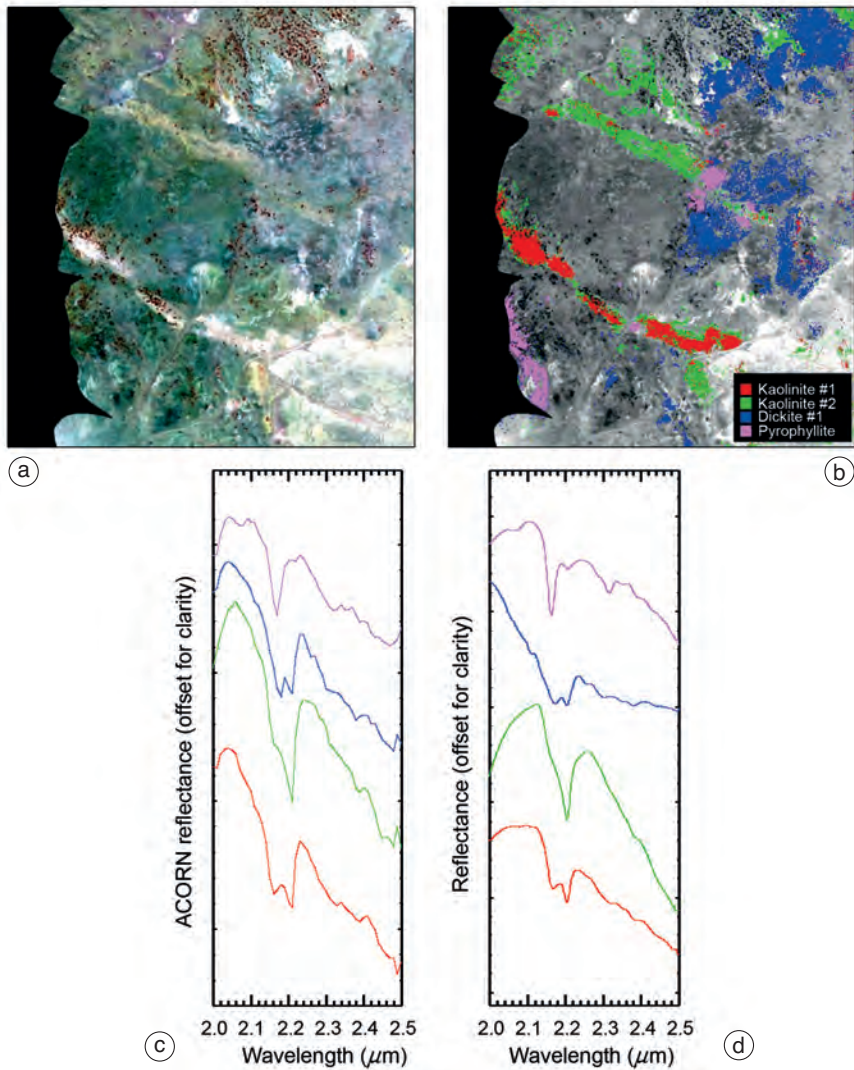 a
b
Kaolinite #1
Kaolinite #2
Dickite #1
Pyrophyllite
ACORN reflectance (offset for clarity)
2.0 2.1 2.2 2.3 2.4 2.5
Wavelength (μm)
c
Reflectance (offset for clarity)
2.0 2.1 2.2 2.3 2.4 2.5
Wavelength (μm)
d